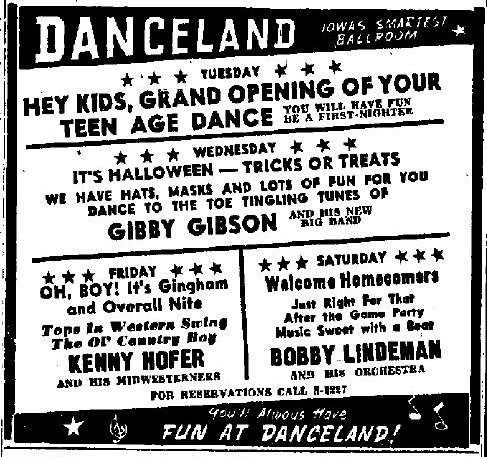 DANCELAND
IOWA'S SMARTEST
BALLROOM
TUESDAY
HEY KIDS, GRAND OPENING OF YOUR
TEEN AGE DANCE
YOU WILL HAVE FUN
BE A FIRST-NIGHTER
WEDNESDAY
IT'S HALLOWEEN — TRICKS OR TREATS
WE HAVE HATS, MASKS AND LOTS OF FUN FOR YOU
DANCE TO THE TOE TINGLING TUNES OF
GIBBY GIBSON
AND HIS NEW
BIG BAND
FRIDAY
OH, BOY! It's Gingham
and Overall Nite
Tops In Western Swing
The Ol' Country Boy
KENNY HOFER
AND HIS MIDWESTERNERS
SATURDAY
Welcome Homecomers
Just Right For That
After the Game Party
Music Sweet with a Beat
BOBBY LINDEMAN
AND HIS ORCHESTRA
FOR RESERVATIONS CALL
You'll Always Have
FUN AT DANCELAND!